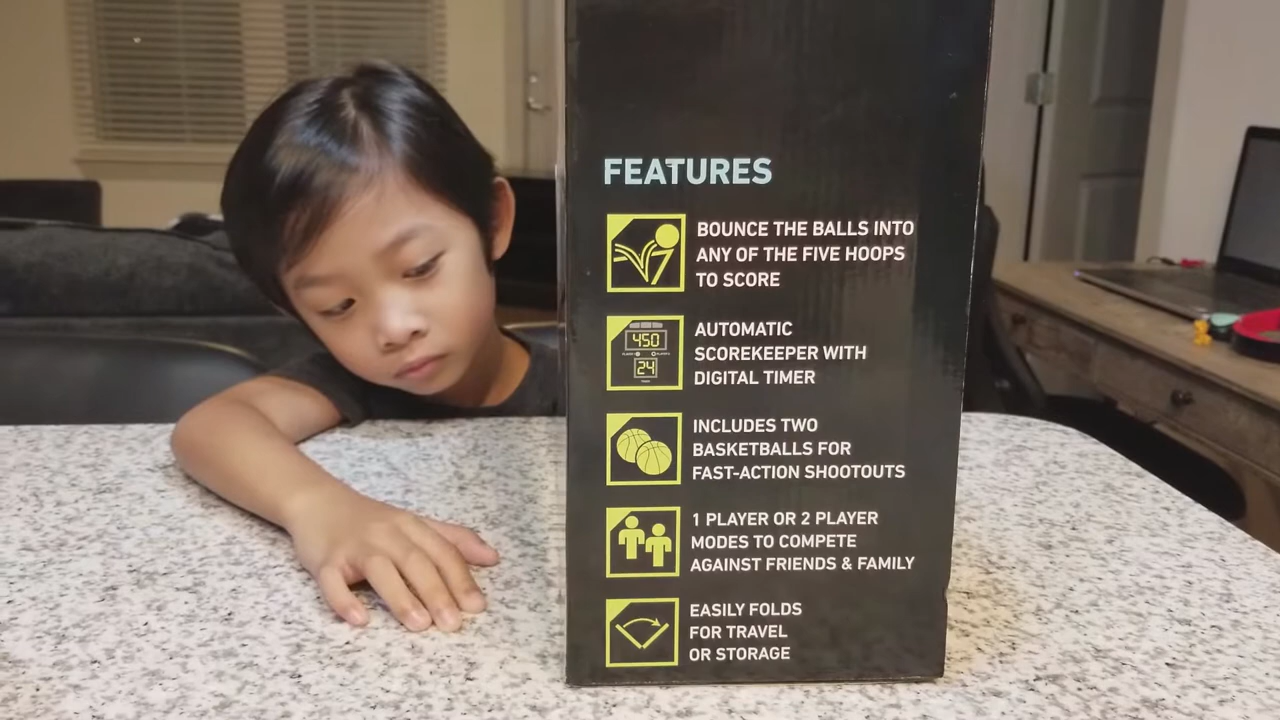 FEATURES
BOUNCE THE BALLS INTO
ANY OF THE FIVE HOOPS
TO SCORE
450
24
AUTOMATIC
SCOREKEEPER WITH
DIGITAL TIMER
INCLUDES TWO
BASKETBALLS FOR
FAST-ACTION SHOOTOUTS
1 PLAYER OR 2 PLAYER
MODES TO COMPETE
AGAINST FRIENDS & FAMILY
EASILY FOLDS
FOR TRAVEL
OR STORAGE